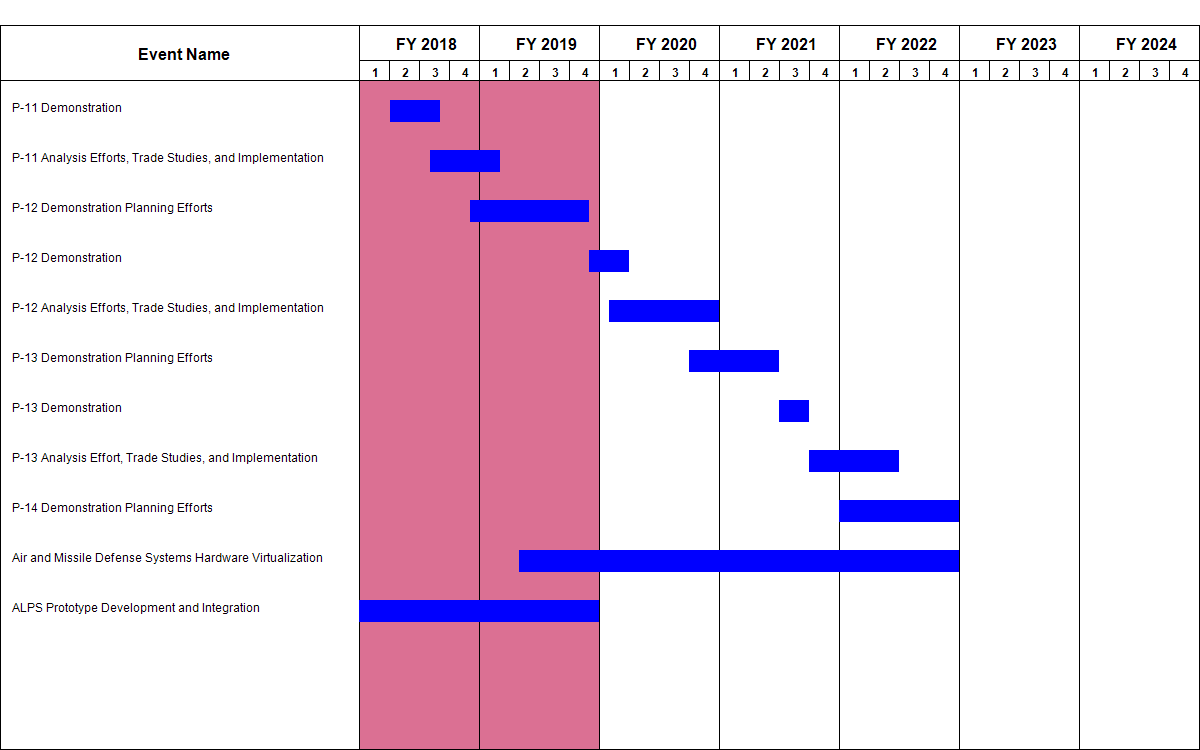 Event Name
FY 2018 FY 2019 FY 2020 FY 2021 FY 2022 FY 2023 FY 2024
1 2 3 4 1 2 3 4 1 2 3 4 1 2 3 4 1 2 3 4 1 2 3 4 1 2 3 4
P-11 Demonstration
P-11 Analysis Efforts, Trade Studies, and Implementation
P-12 Demonstration Planning Efforts
P-12 Demonstration
P-12 Analysis Efforts, Trade Studies, and Implementation
P-13 Demonstration Planning Efforts
P-13 Demonstration
P-13 Analysis Effort, Trade Studies, and Implementation
P-14 Demonstration Planning Efforts
Air and Missile Defense Systems Hardware Virtualization
ALPS Prototype Development and Integration